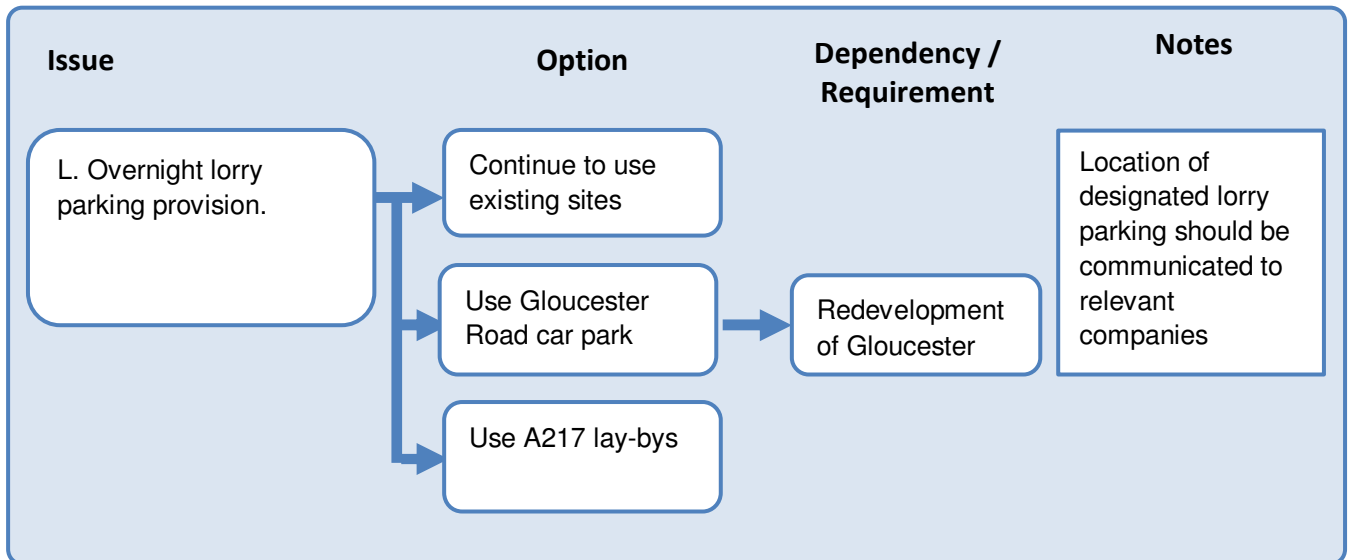 Issue
Option
Dependency /
Requirement
Notes
L. Overnight lorry
parking provision.
Continue to use
existing sites
Use Gloucester
Road car park
Use A217 lay-bys
Redevelopment
of Gloucester
Location of
designated lorry
parking should be
communicated to
relevant
companies